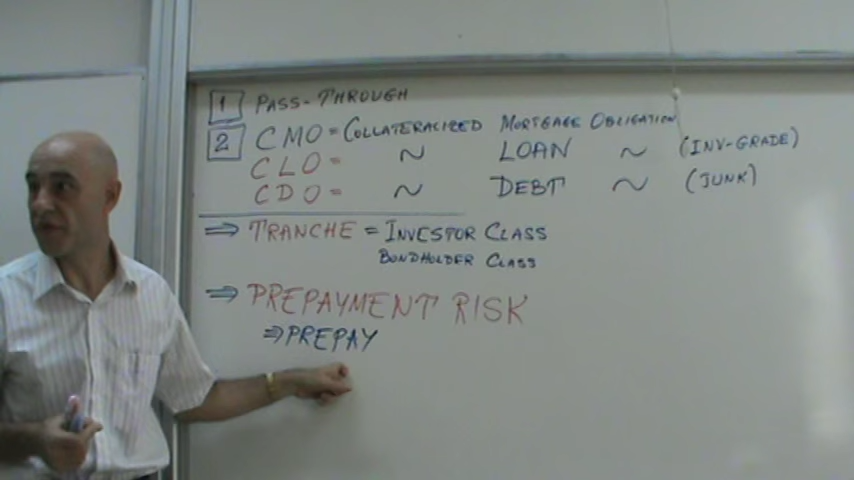 1 PASS-THROUGH
2 CMO = COLLATERALIZED MORTGAGE OBLIGATION
CLO = ~ LOAN ~ (INV-GRADE)
CDO = ~ DEBT ~ (JUNK)
⇒ TRANCHE = INVESTOR CLASS
BONDHOLDER CLASS
⇒ PREPAYMENT RISK
⇒ PREPAY